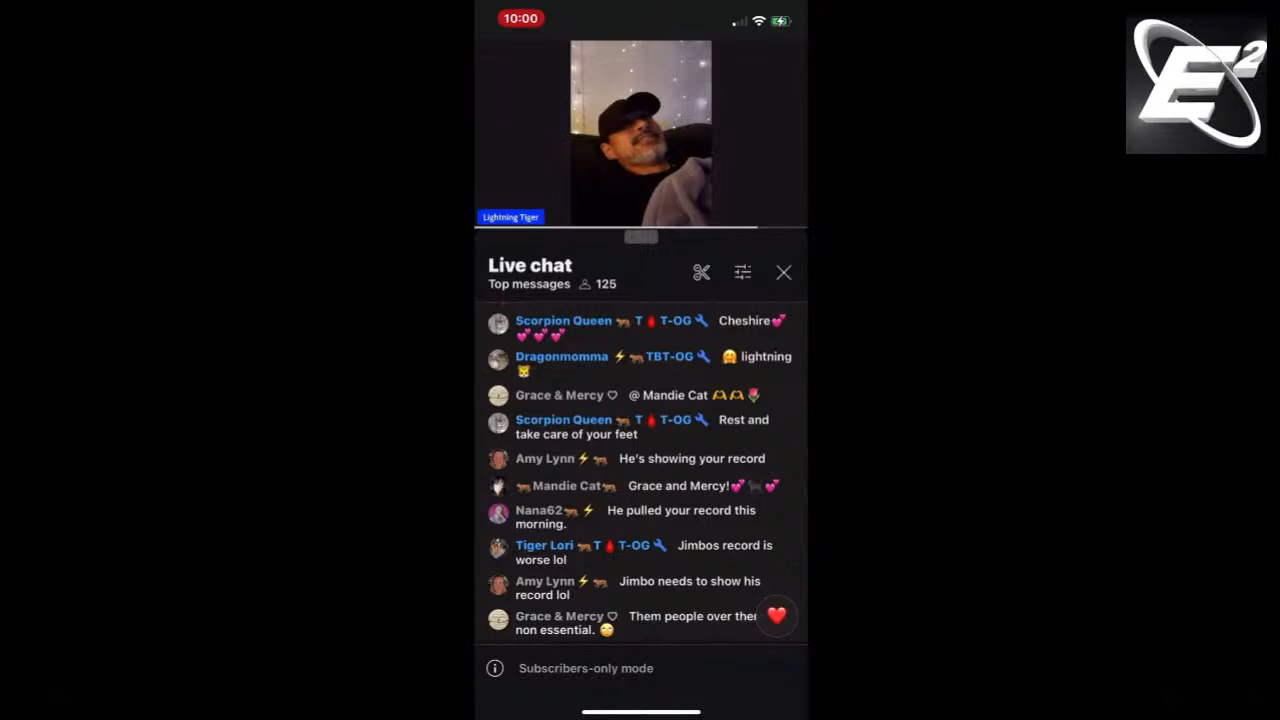 10:00
E²
Lightning Tiger
Live chat
Top messages 125
Scorpion Queen 🐅 T🩸T-OG 🔧 Cheshire💕
💕💕💕
Dragonmomma ⚡🐅TBT-OG 🔧 🤗 lightning
🐯
Grace & Mercy ♡ @ Mandie Cat 🫶🫶🌷
Scorpion Queen 🐅 T🩸T-OG 🔧 Rest and
take care of your feet
Amy Lynn⚡🐅 He's showing your record
🐅Mandie Cat🐅 Grace and Mercy!💕🐈‍⬛💕
Nana62🐅⚡ He pulled your record this
morning.
Tiger Lori 🐅T🩸T-OG🔧 Jimbos record is
worse lol
Amy Lynn⚡🐅 Jimbo needs to show his
record lol
Grace & Mercy ♡ Them people over
non essential. 🙄
Subscribers-only mode